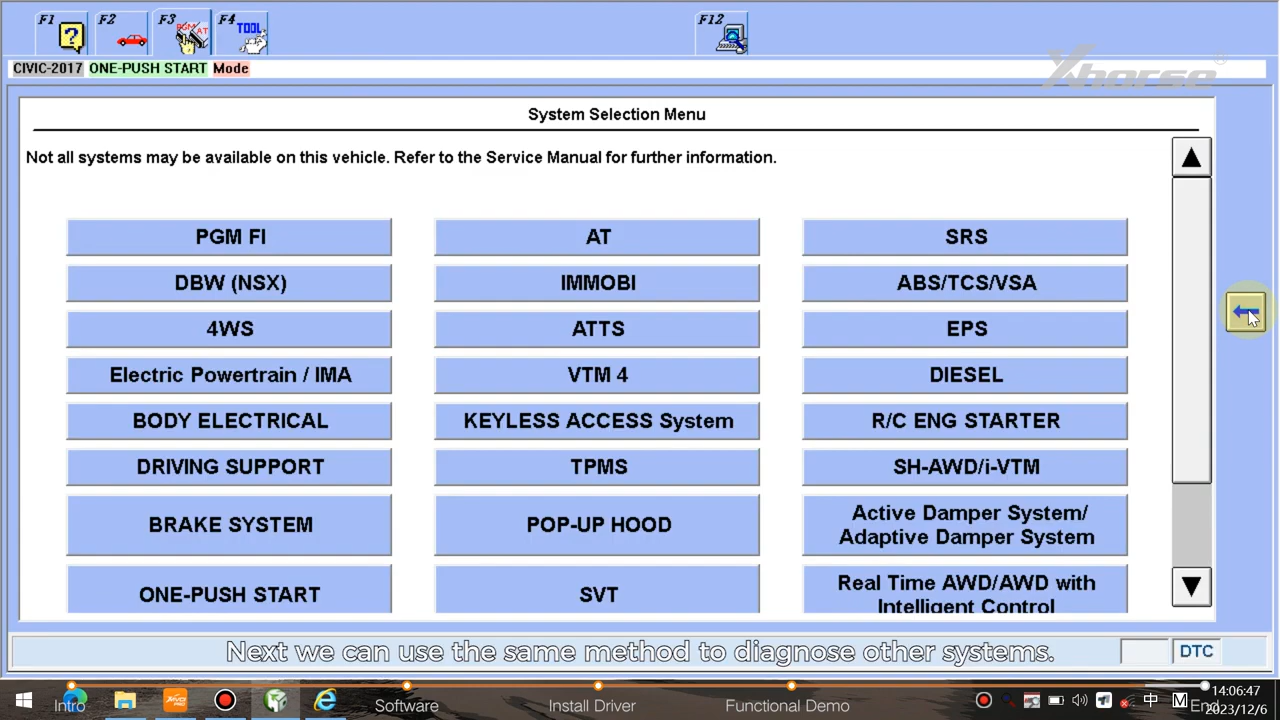 F1
F2
F3
F4
TOOL
F12
CIVIC-2017 ONE-PUSH START Mode
Xhorse
System Selection Menu
Not all systems may be available on this vehicle. Refer to the Service Manual for further information.
PGM FI
AT
SRS
DBW (NSX)
IMMOBI
ABS/TCS/VSA
4WS
ATTS
EPS
Electric Powertrain / IMA
VTM 4
DIESEL
BODY ELECTRICAL
KEYLESS ACCESS System
R/C ENG STARTER
DRIVING SUPPORT
TPMS
SH-AWD/i-VTM
BRAKE SYSTEM
POP-UP HOOD
Active Damper System/
Adaptive Damper System
ONE-PUSH START
SVT
Real Time AWD/AWD with
Intelligent Control
Next we can use the same method to diagnose other systems.
DTC
Intro
Software
Install Driver
Functional Demo
End
中
M
14:06:47
2023/12/6